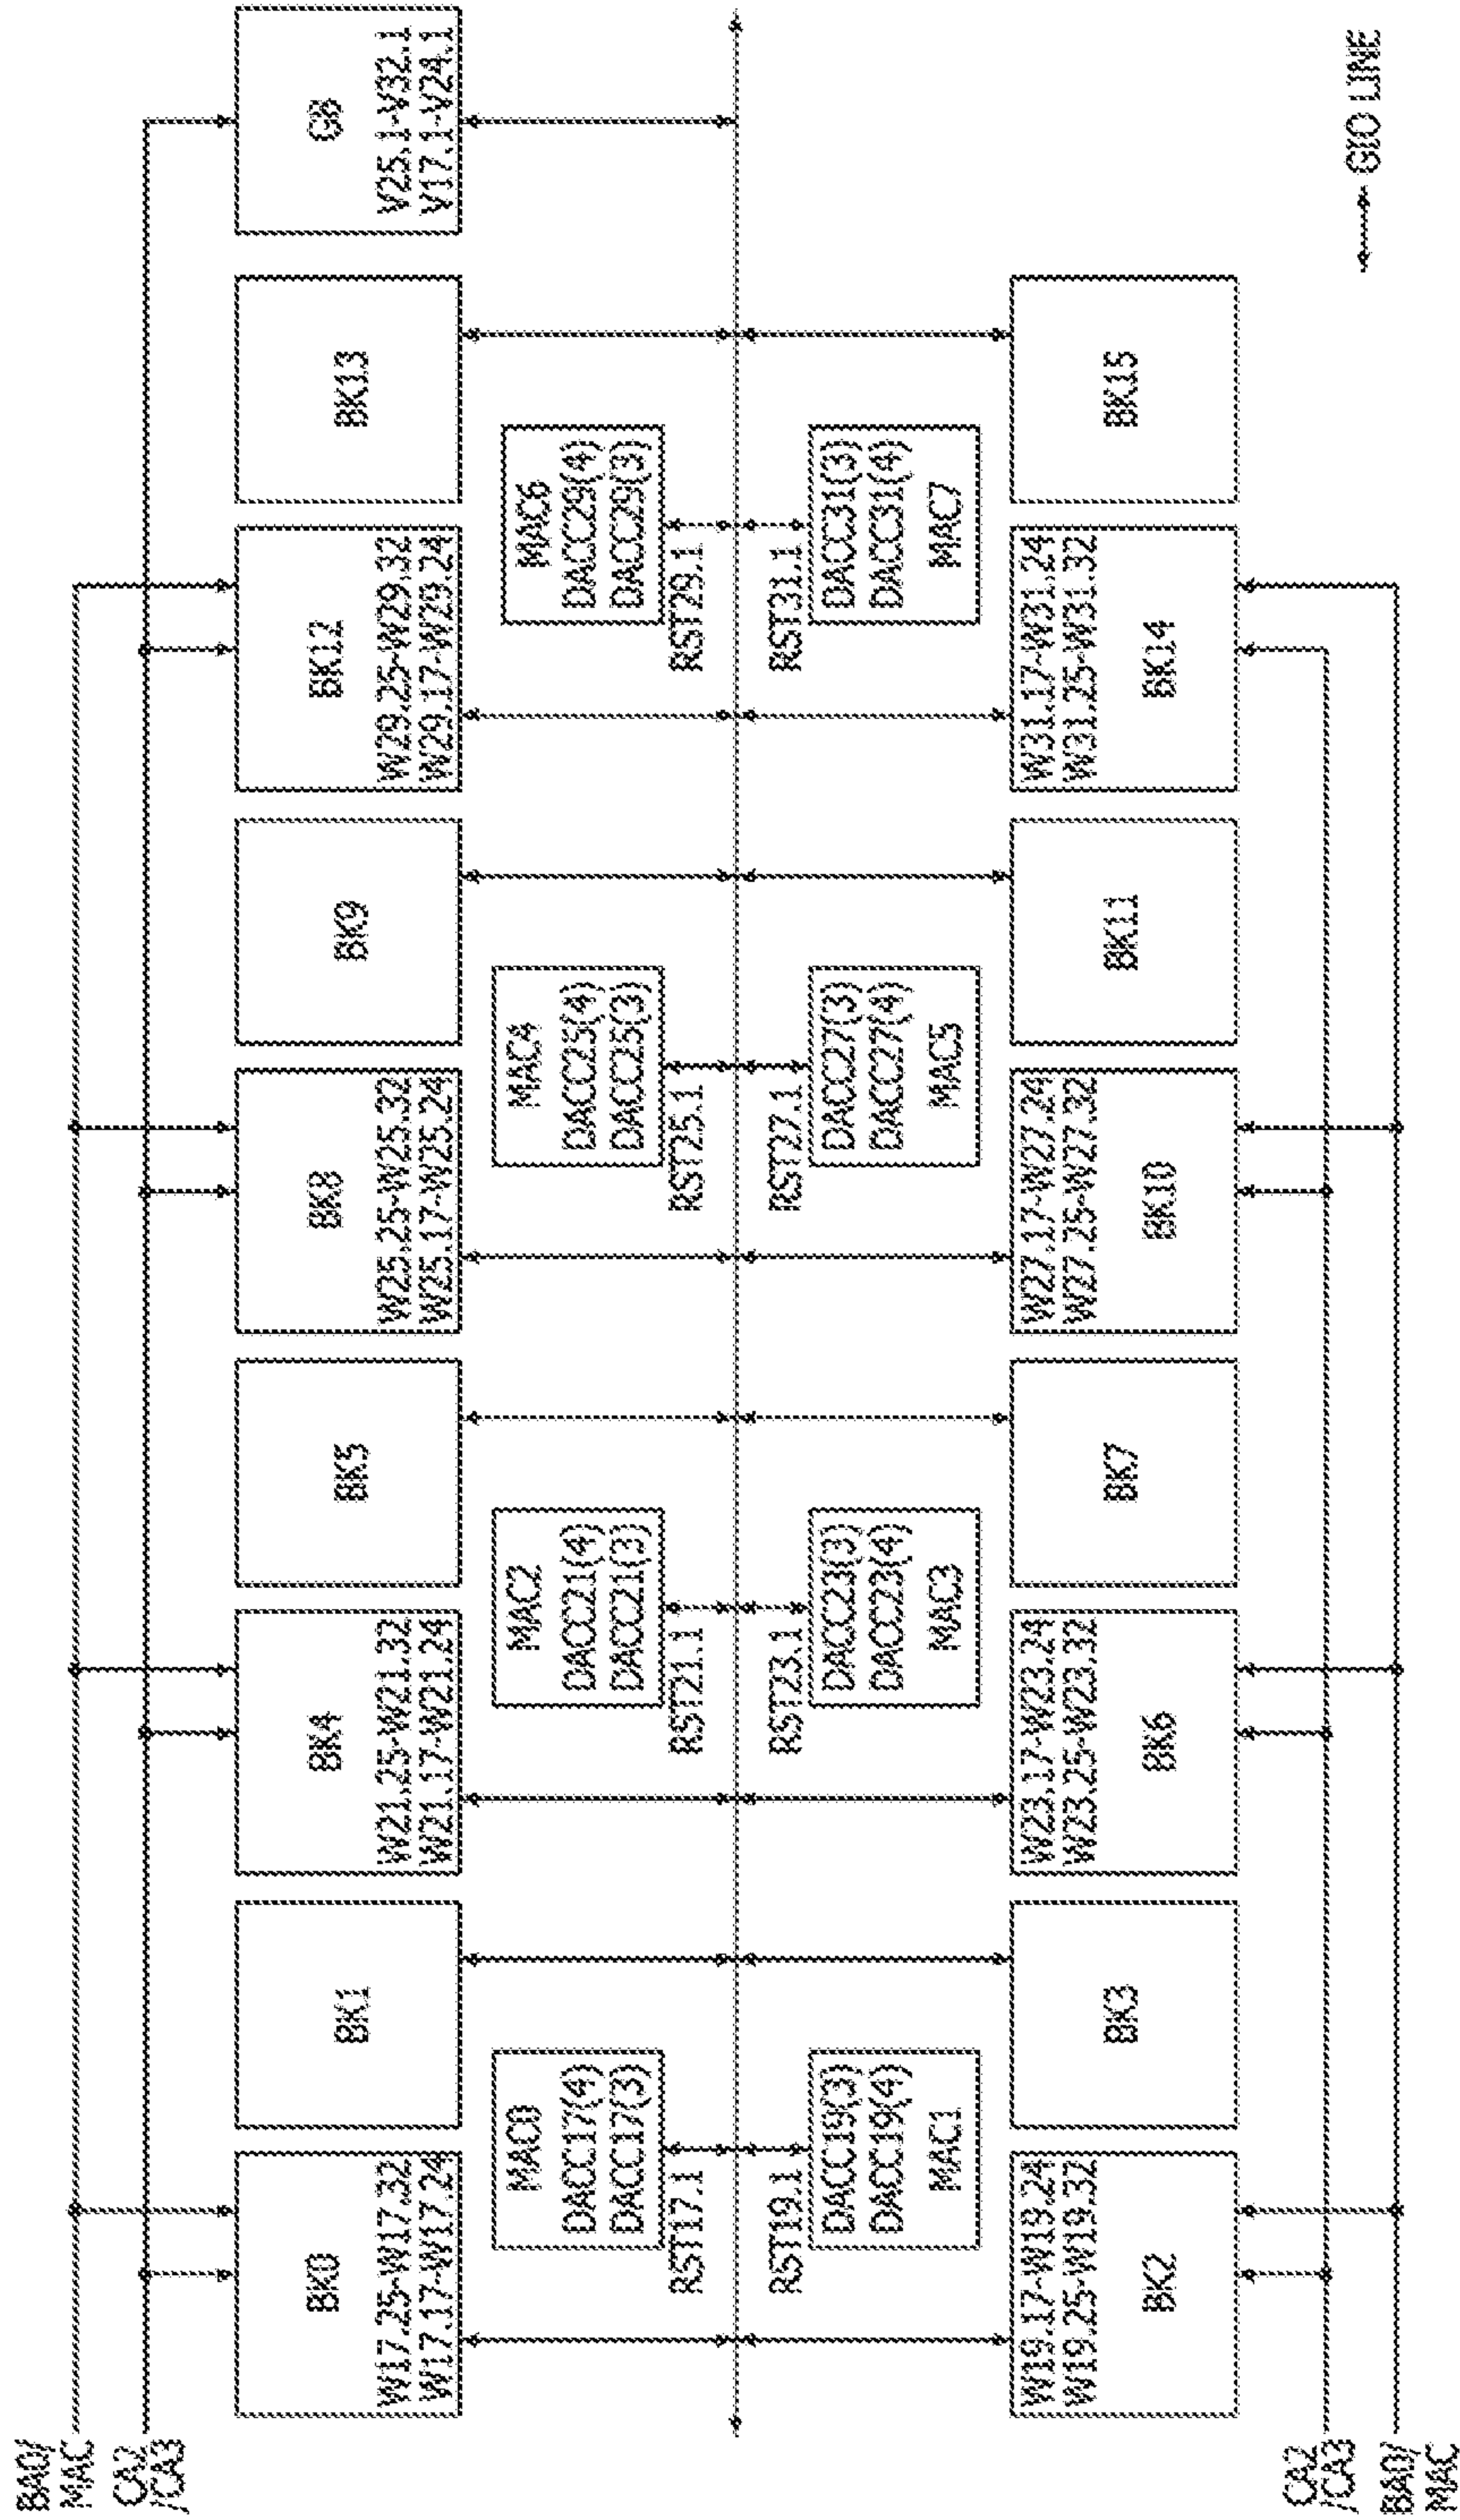 BA0/
MAC
CA2
/CA3
BK0
W17.25-W17.32
W17.17-W17.24
BK1
BK4
W21.25-W21.32
W21.17-W21.24
BK5
BK8
W25.25-W25.32
W25.17-W25.24
BK9
BK12
W29.25-W29.32
W29.17-W29.24
BK13
GB
V25.1-V32.1
V17.1-V24.1
MAC0
DACC17(4)
DACC17(3)
RST17.1
MAC2
DACC21(4)
DACC21(3)
RST21.1
MAC4
DACC25(4)
DACC25(3)
RST25.1
MAC6
DACC29(4)
DACC29(3)
RST29.1
RST19.1
DACC19(3)
DACC19(4)
MAC1
RST23.1
DACC23(3)
DACC23(4)
MAC3
RST27.1
DACC27(3)
DACC27(4)
MAC5
RST31.1
DACC31(3)
DACC31(4)
MAC7
W19.17-W19.24
W19.25-W19.32
BK2
BK3
W23.17-W23.24
W23.25-W23.32
BK6
BK7
W27.17-W27.24
W27.25-W27.32
BK10
BK11
W31.17-W31.24
W31.25-W31.32
BK14
BK15
CA2
/CA3
BA0/
MAC
GIO LINE